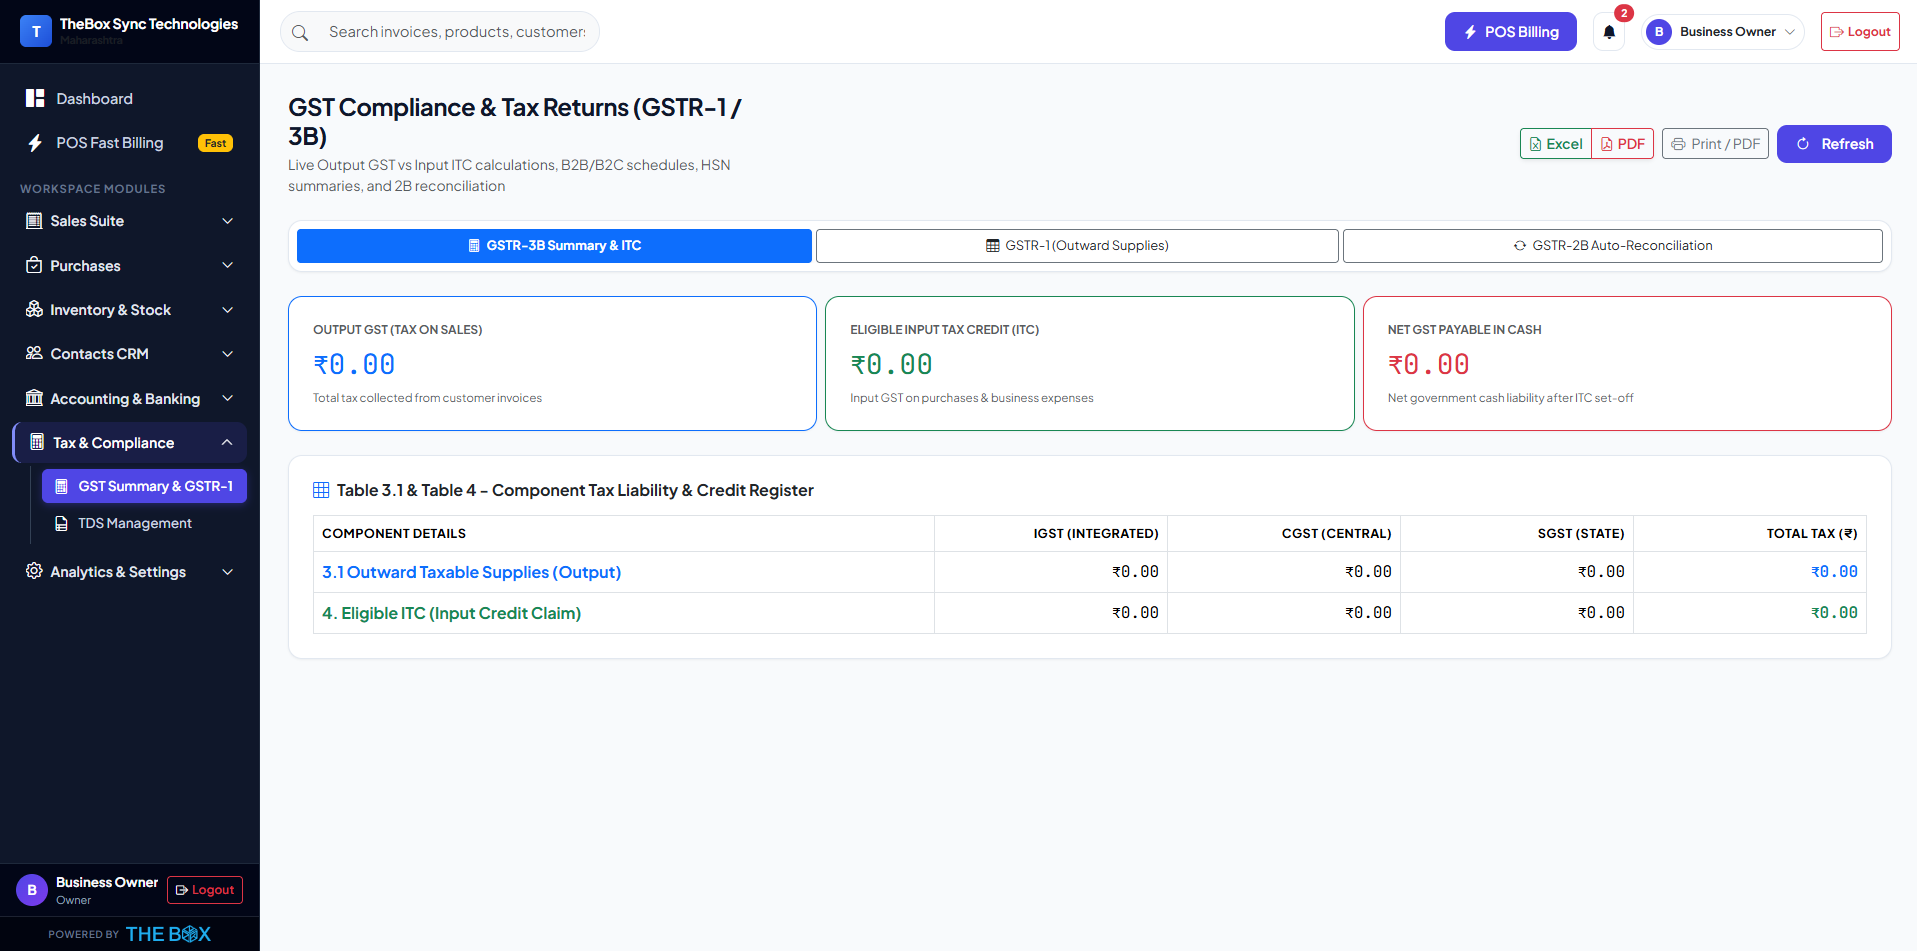 T
TheBox Sync Technologies
Maharashtra
Search invoices, products, customer
POS Billing
2
B
Business Owner
Logout
Dashboard
POS Fast Billing
Fast
WORKSPACE MODULES
Sales Suite
Purchases
Inventory & Stock
Contacts CRM
Accounting & Banking
Tax & Compliance
GST Summary & GSTR-1
TDS Management
Analytics & Settings
B
Business Owner
Owner
Logout
POWERED BY THE BOX
GST Compliance & Tax Returns (GSTR-1 /
3B)
Live Output GST vs Input ITC calculations, B2B/B2C schedules, HSN
summaries, and 2B reconciliation
Excel
PDF
Print / PDF
Refresh
GSTR-3B Summary & ITC
GSTR-1 (Outward Supplies)
GSTR-2B Auto-Reconciliation
OUTPUT GST (TAX ON SALES)
₹0.00
Total tax collected from customer invoices
ELIGIBLE INPUT TAX CREDIT (ITC)
₹0.00
Input GST on purchases & business expenses
NET GST PAYABLE IN CASH
₹0.00
Net government cash liability after ITC set-off
Table 3.1 & Table 4 - Component Tax Liability & Credit Register
COMPONENT DETAILS IGST (INTEGRATED) CGST (CENTRAL) SGST (STATE) TOTAL TAX (₹)
3.1 Outward Taxable Supplies (Output) ₹0.00 ₹0.00 ₹0.00 ₹0.00
4. Eligible ITC (Input Credit Claim) ₹0.00 ₹0.00 ₹0.00 ₹0.00